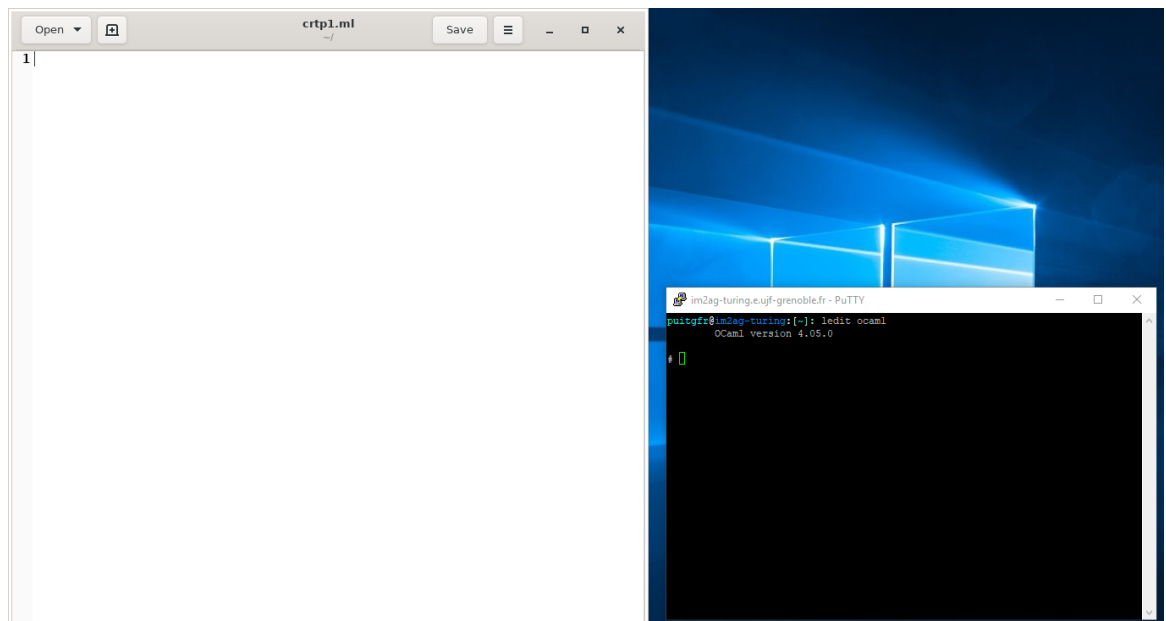 Open
crtp1.ml
~/
Save
1
im2ag-turing.e.ujf-grenoble.fr - PuTTY
puitgfr@im2ag-turing:[~]: ledit ocaml
OCaml version 4.05.0
#